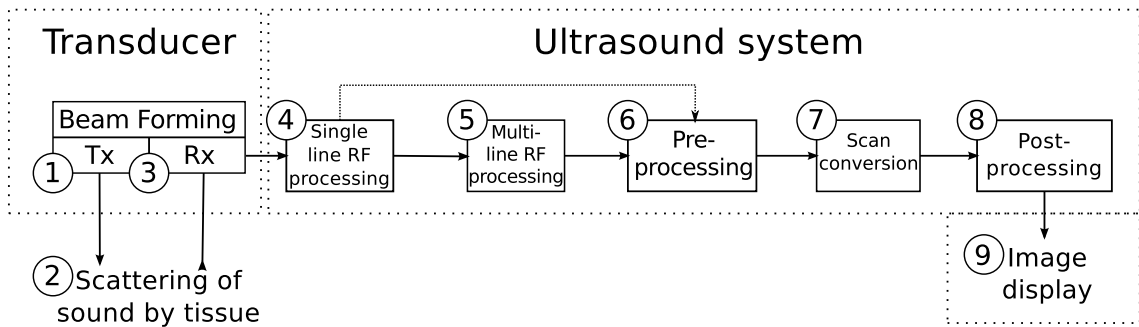 Transducer
Ultrasound system
Beam Forming
Tx
Rx
1
3
2
Scattering of
sound by tissue
4
Single
line RF
processing
5
Multi-
line RF
processing
6
Pre-
processing
7
Scan
conversion
8
Post-
processing
9
Image
display